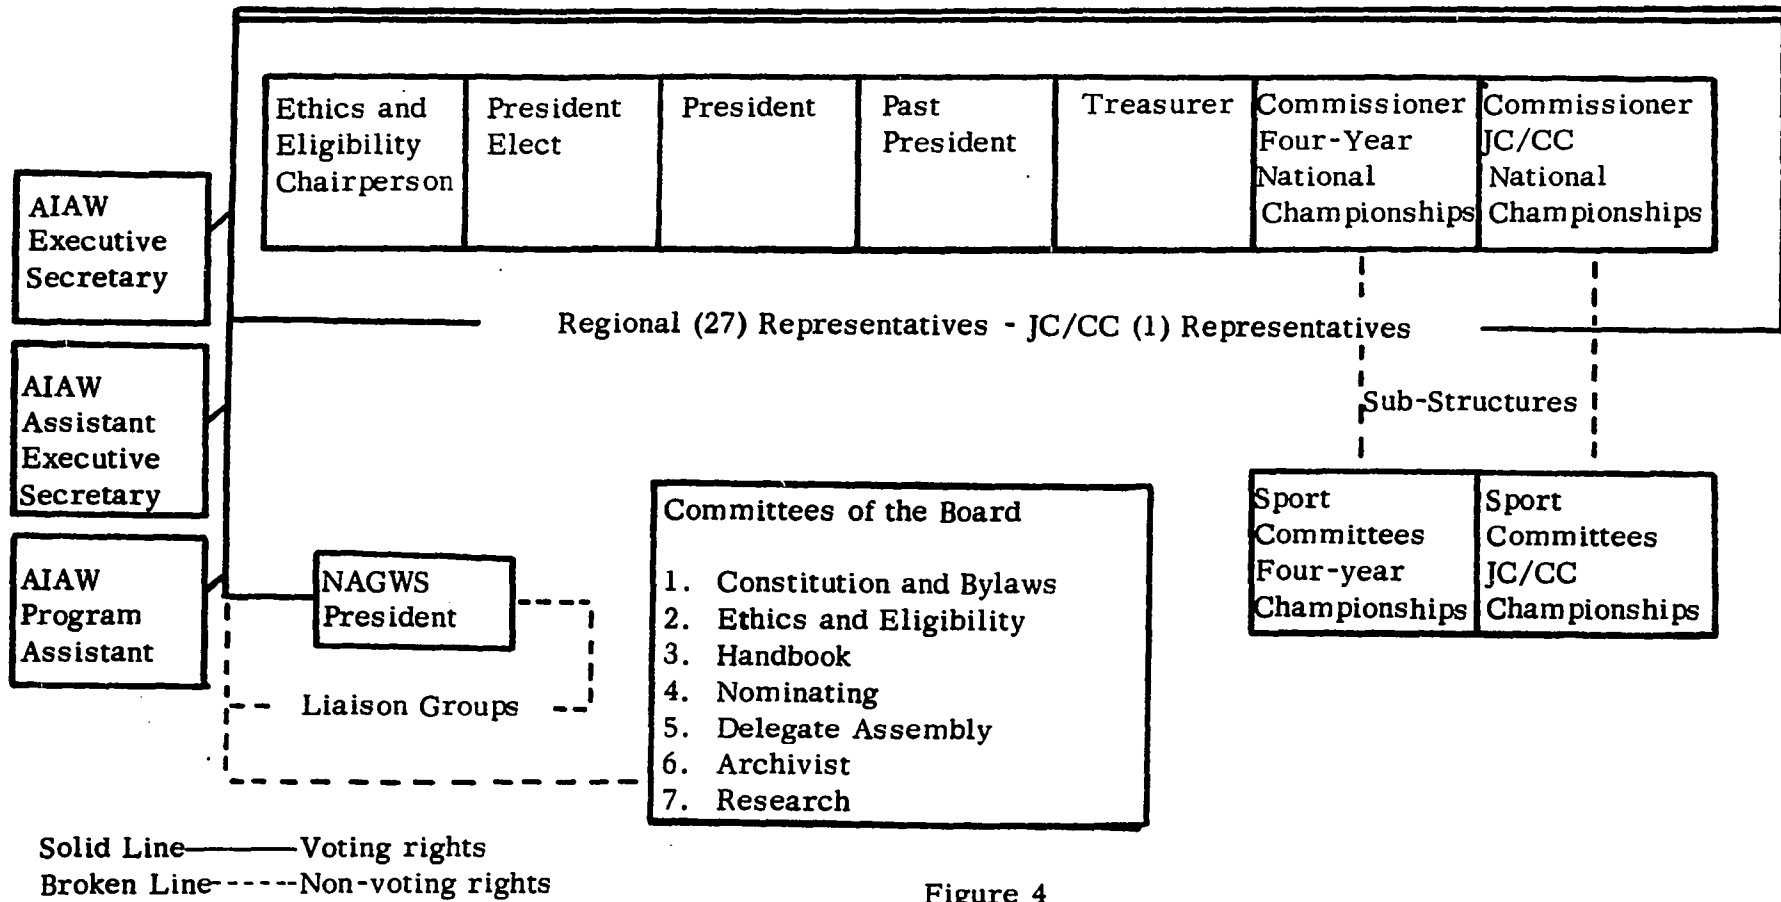 Ethics and
Eligibility
Chairperson
President
Elect
President
Past
President
Treasurer
Commissioner
Four-Year
National
Championships
Commissioner
JC/CC
National
Championships
AIAW
Executive
Secretary
Regional (27) Representatives - JC/CC (1) Representatives
AIAW
Assistant
Executive
Secretary
Sub-Structures
Sport
Committees
Four-year
Championships
Sport
Committees
JC/CC
Championships
Committees of the Board
1. Constitution and Bylaws
2. Ethics and Eligibility
3. Handbook
4. Nominating
5. Delegate Assembly
6. Archivist
7. Research
AIAW
Program
Assistant
NAGWS
President
Liaison Groups
Solid Line Voting rights
Broken Line------Non-voting rights
Figure 4